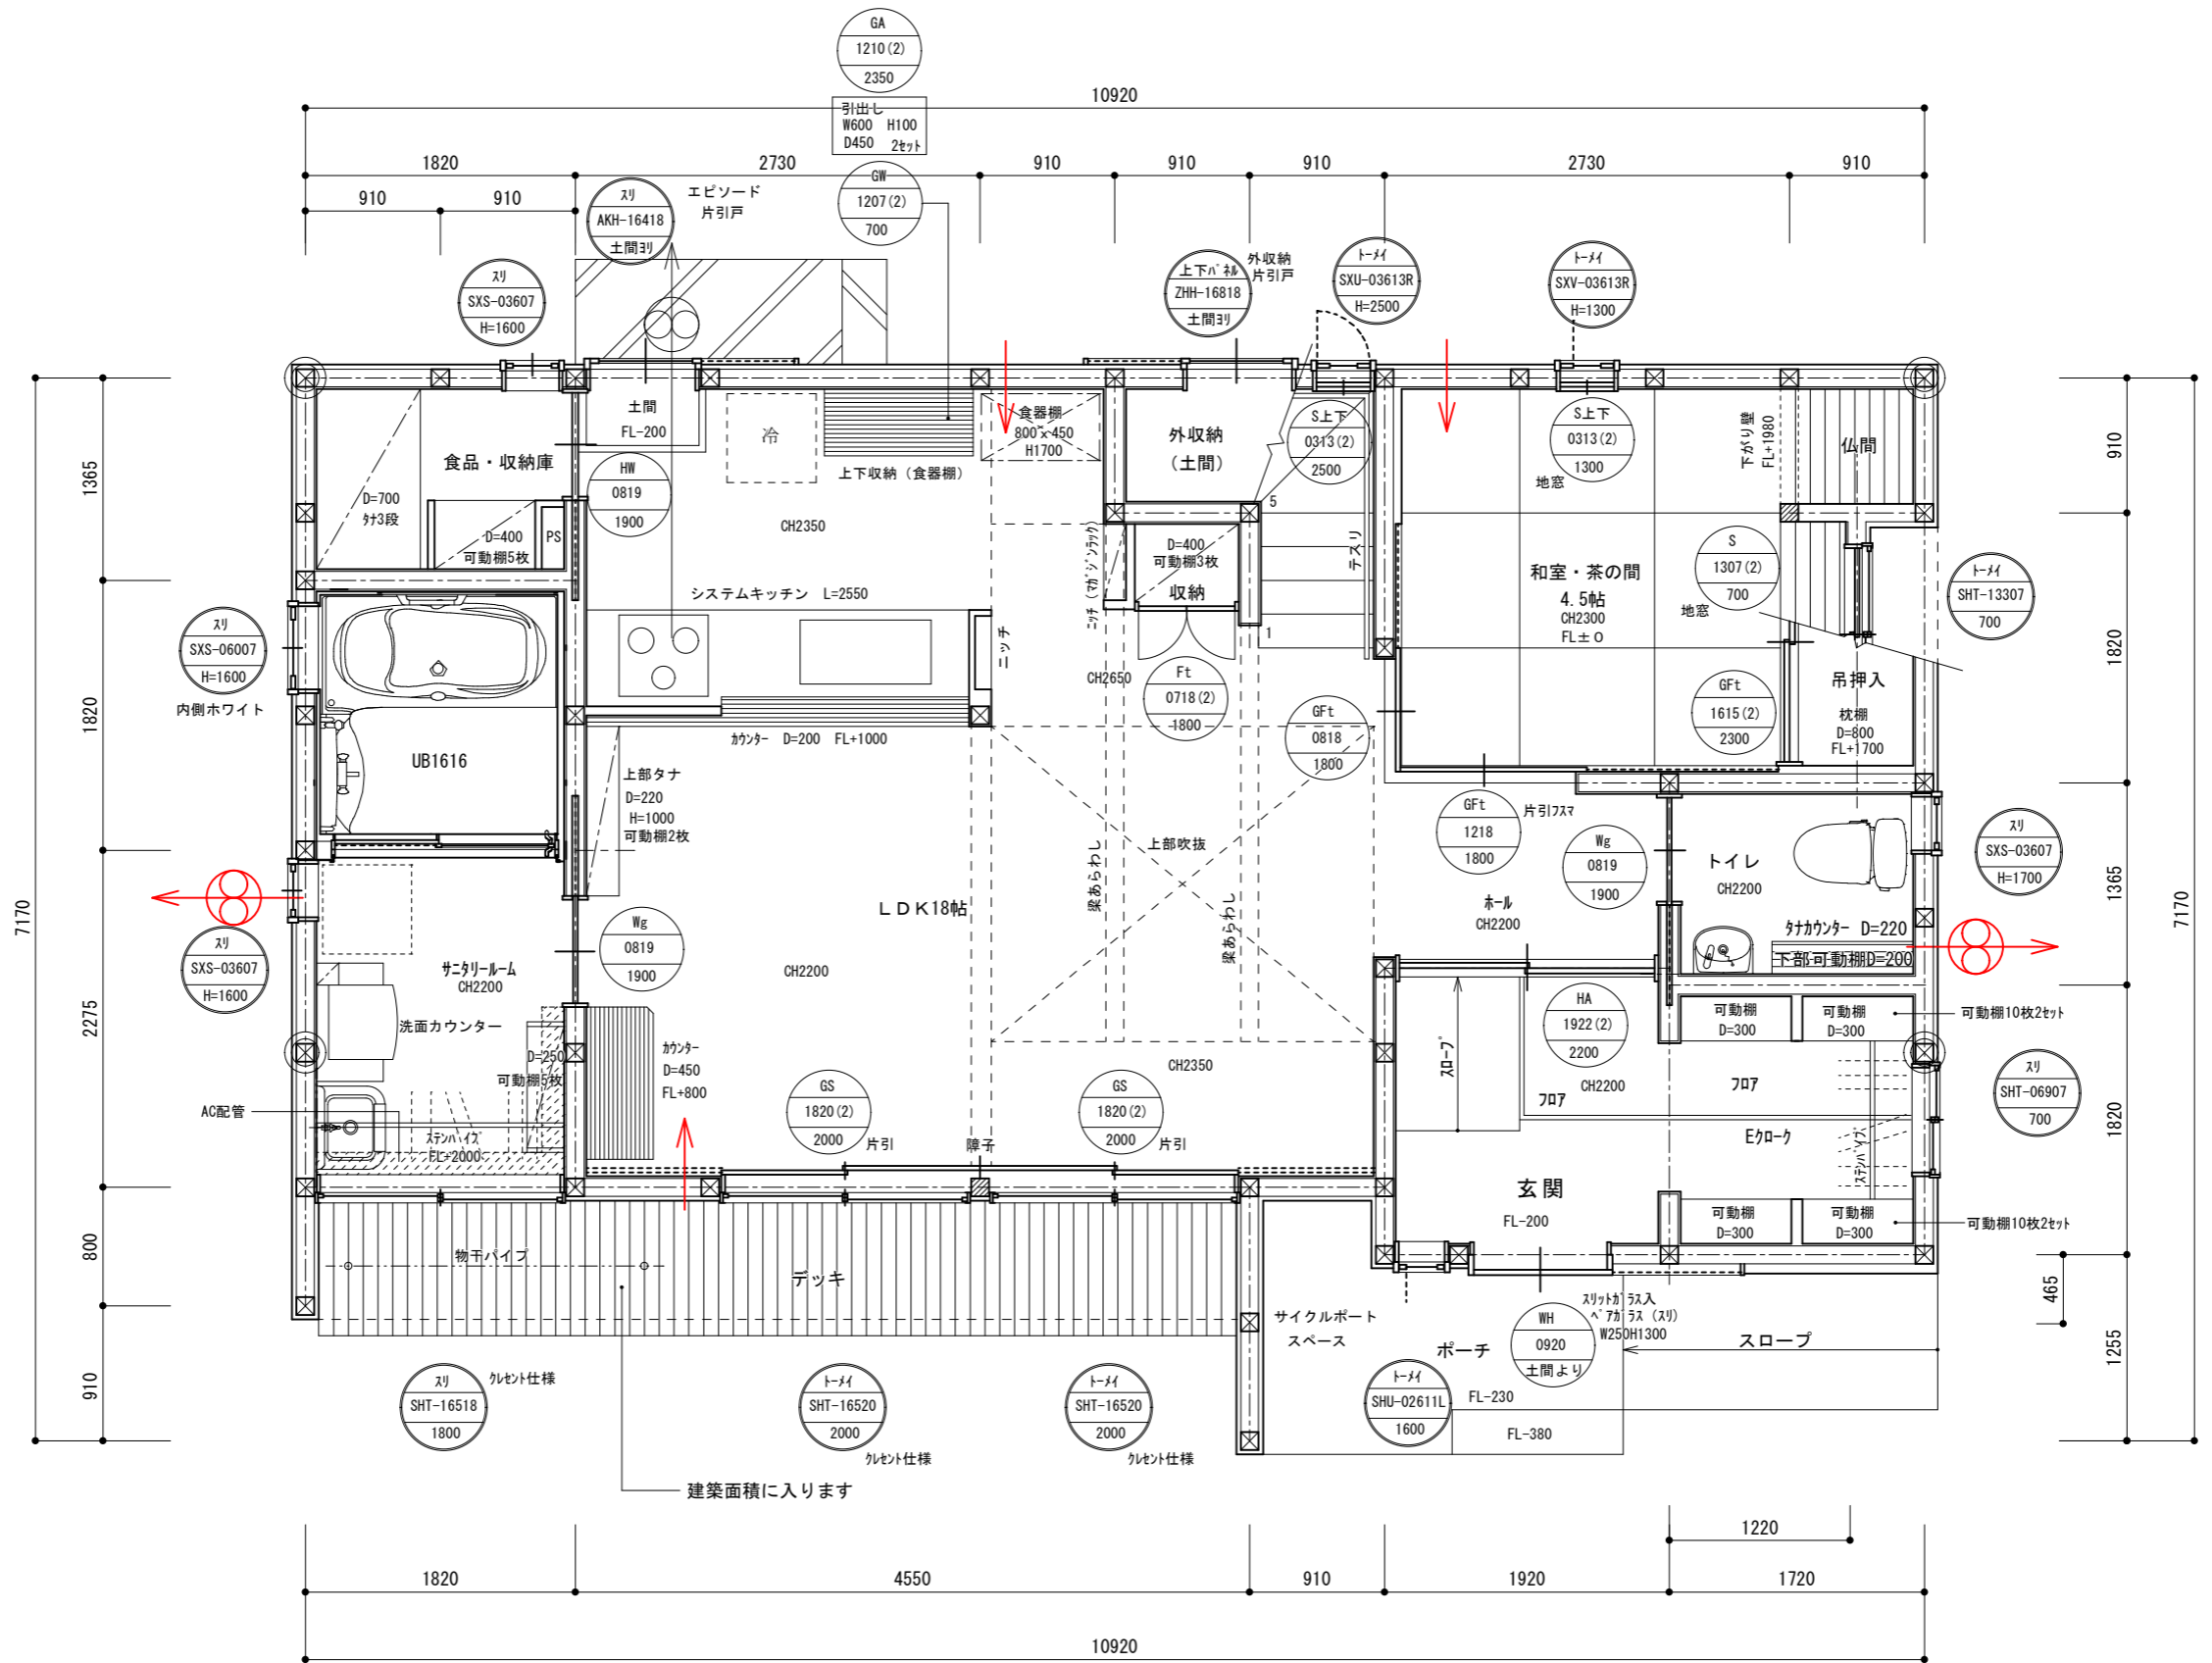 GA
1210(2)
2350
10920
引出し
W600 H100
D450 2セット
1820
2730
910
910
910
2730
910
910
910
スリ
AKH-16418
土間ヨリ
エピソード
片引戸
GW
1207(2)
700
スリ
SXS-03607
H=1600
上下パネル
ZHH-16818
土間ヨリ
外収納
片引戸
トーメイ
SXU-03613R
H=2500
トーメイ
SXV-03613R
H=1300
土間
FL-200
冷
食器棚
800x450
H1700
外収納
(土間)
S上下
0313(2)
2500
S上下
0313(2)
1300
下がり壁
FL+1980
仏間
910
1365
食品・収納庫
HW
0819
1900
上下収納(食器棚)
地窓
D=700
タナ3段
D=400
可動棚5枚
PS
CH2350
ニッチ(マガジンラック)
D=400
可動棚3枚
収納
5
テスリ
1
和室・茶の間
4.5帖
CH2300
FL±0
S
1307(2)
700
地窓
トーメイ
SHT-13307
700
システムキッチン L=2550
ニッチ
スリ
SXS-06007
H=1600
内側ホワイト
1820
1820
CH2650
Ft
0718(2)
1800
GFt
0818
1800
GFt
1615(2)
2300
吊押入
枕棚
D=800
FL+1700
UB1616
カウンター D=200 FL+1000
上部タナ
D=220
H=1000
可動棚2枚
GFt
1218
1800
片引フスマ
Wg
0819
1900
トイレ
CH2200
スリ
SXS-03607
H=1700
1365
上部吹抜
梁あらわし
梁あらわし
7170
7170
LDK18帖
ホール
CH2200
タナカウンター D=220
下部可動棚D=200
Wg
0819
1900
スリ
SXS-03607
H=1600
サニタリールーム
CH2200
CH2200
2275
洗面カウンター
D=250
可動棚5枚
カウンター
D=450
FL+800
CH2350
スロープ
HA
1922(2)
2200
可動棚
D=300
可動棚
D=300
可動棚10枚2セット
フロア
CH2200
フロア
スリ
SHT-06907
700
AC配管
ステンパイプ
FL+2000
GS
1820(2)
2000
片引
障子
GS
1820(2)
2000
片引
Eクローク
ステンパイプ
1820
玄関
FL-200
可動棚
D=300
可動棚
D=300
可動棚10枚2セット
800
物干パイプ
デッキ
465
サイクルポート
スペース
ポーチ
WH
0920
土間より
スリットガラス入
ペアガラス(スリ)
W250H1300
スロープ
1255
910
スリ
SHT-16518
1800
クレセント仕様
トーメイ
SHT-16520
2000
クレセント仕様
トーメイ
SHT-16520
2000
クレセント仕様
トーメイ
SHU-02611L
1600
FL-230
FL-380
建築面積に入ります
1220
1820
4550
910
1920
1720
10920